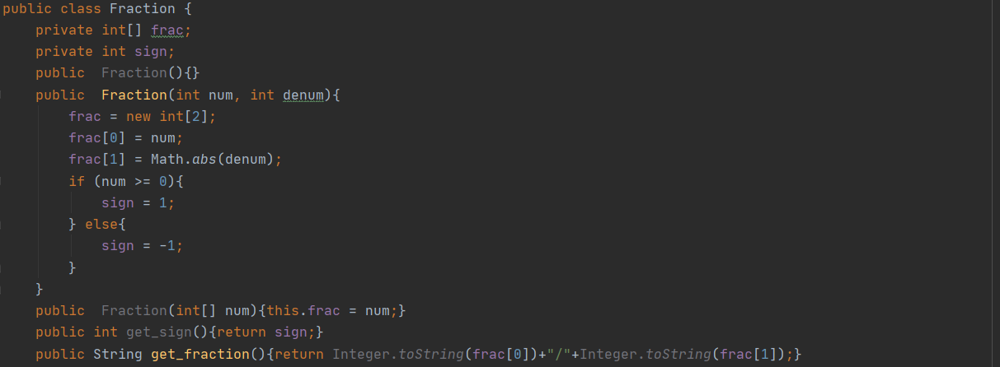 public class Fraction {
    private int[] frac;
    private int sign;
    public  Fraction(){}
    public  Fraction(int num, int denum){
        frac = new int[2];
        frac[0] = num;
        frac[1] = Math.abs(denum);
        if (num >= 0){
            sign = 1;
        } else{
            sign = -1;
        }
    }
    public  Fraction(int[] num){this.frac = num;}
    public int get_sign(){return sign;}
    public String get_fraction(){return Integer.toString(frac[0])+"/"+Integer.toString(frac[1]);}